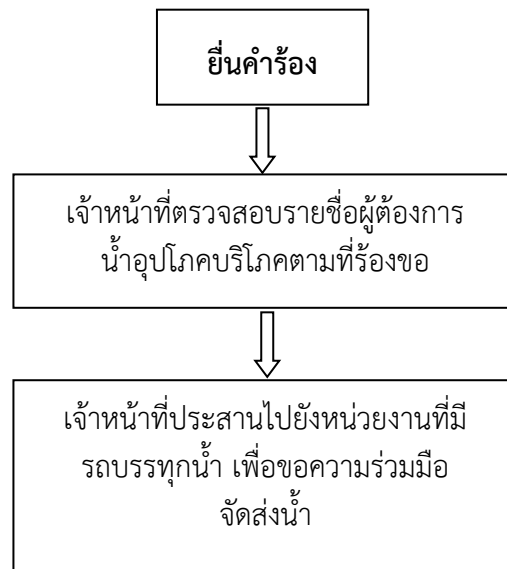 ยื่นคำร้อง
เจ้าหน้าที่ตรวจสอบรายชื่อผู้ต้องการ
น้ำอุปโภคบริโภคตามที่ร้องขอ
เจ้าหน้าที่ประสานไปยังหน่วยงานที่มี
รถบรรทุกน้ำ เพื่อขอความร่วมมือ
จัดส่งน้ำ